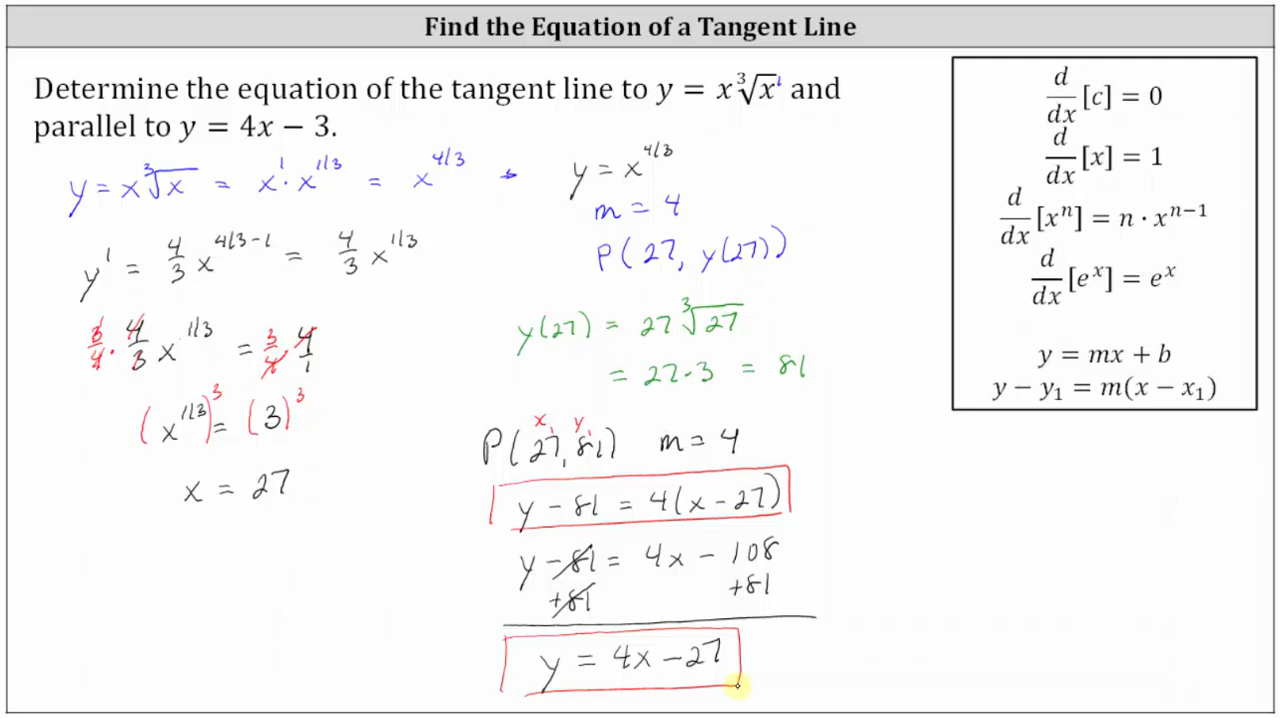 Find the Equation of a Tangent Line
Determine the equation of the tangent line to y = x∛x¹ and
parallel to y = 4x − 3.
y = x ∛x = x¹ · x^(1/3) = x^(4/3) →
y' = 4/3 x^(4/3−1) = 4/3 x^(1/3)
3/4 · 4/3 x^(1/3) = 3/4 · 4/1
(x^(1/3))³ = (3)³
x = 27
y = x^(4/3)
m = 4
P(27, y(27))
y(27) = 27 ∛27
= 27·3 = 81
x₁ y₁
P(27, 81) m = 4
y − 81 = 4(x − 27)
y − 81 = 4x − 108
+81 +81
y = 4x − 27
d/dx [c] = 0
d/dx [x] = 1
d/dx [xⁿ] = n · xⁿ⁻¹
d/dx [eˣ] = eˣ
y = mx + b
y − y₁ = m(x − x₁)